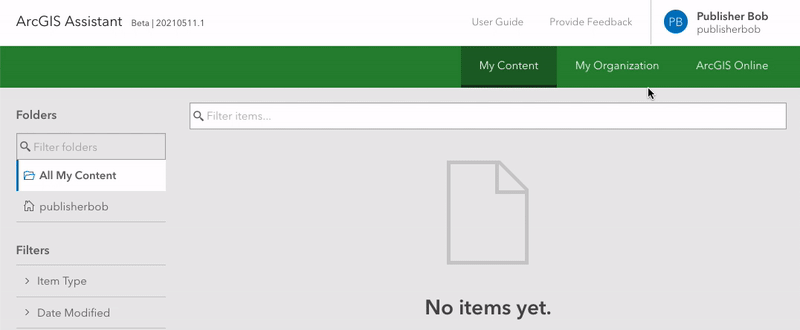 ArcGIS Assistant Beta | 20210511.1
User Guide
Provide Feedback
PB
Publisher Bob
publisherbob
My Content
My Organization
ArcGIS Online
Folders
Filter folders
All My Content
publisherbob
Filters
Item Type
Date Modified
Filter items...
No items yet.